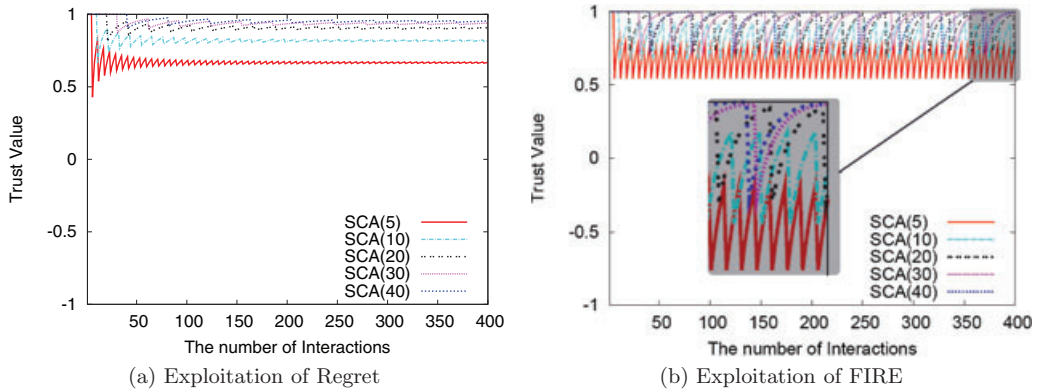 1
0.5
0
-0.5
1
Trust Value
SCA(5)
SCA(10)
SCA(20)
SCA(30)
SCA(40)
50 100 150 200 250 300 350 400
The number of Interactions
(a) Exploitation of Regret
1
0.5
0
-0.5
-1
Trust Value
SCA(5)
SCA(10)
SCA(20)
SCA(30)
SCA(40)
50 100 150 200 250 300 350 400
The number of Interactions
(b) Exploitation of FIRE